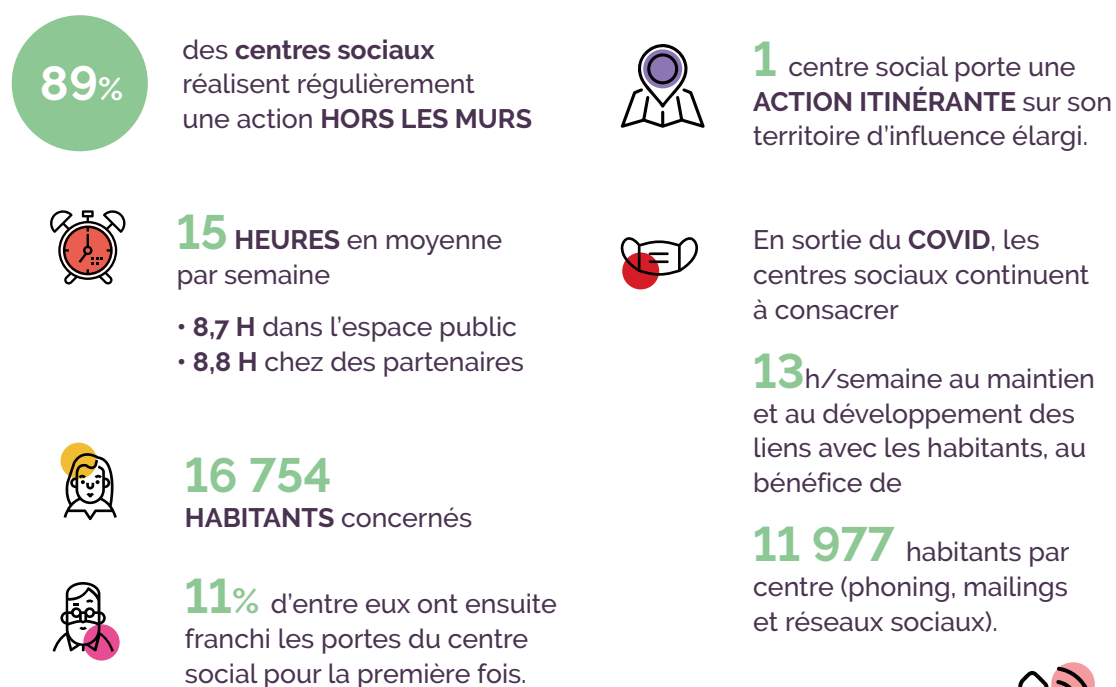 89%
des centres sociaux
réalisent régulièrement
une action HORS LES MURS
15 HEURES en moyenne
par semaine
• 8,7 H dans l'espace public
• 8,8 H chez des partenaires
16 754
HABITANTS concernés
11% d'entre eux ont ensuite
franchi les portes du centre
social pour la première fois.
1 centre social porte une
ACTION ITINÉRANTE sur son
territoire d'influence élargi.
En sortie du COVID, les
centres sociaux continuent
à consacrer
13h/semaine au maintien
et au développement des
liens avec les habitants, au
bénéfice de
11 977 habitants par
centre (phoning, mailings
et réseaux sociaux).